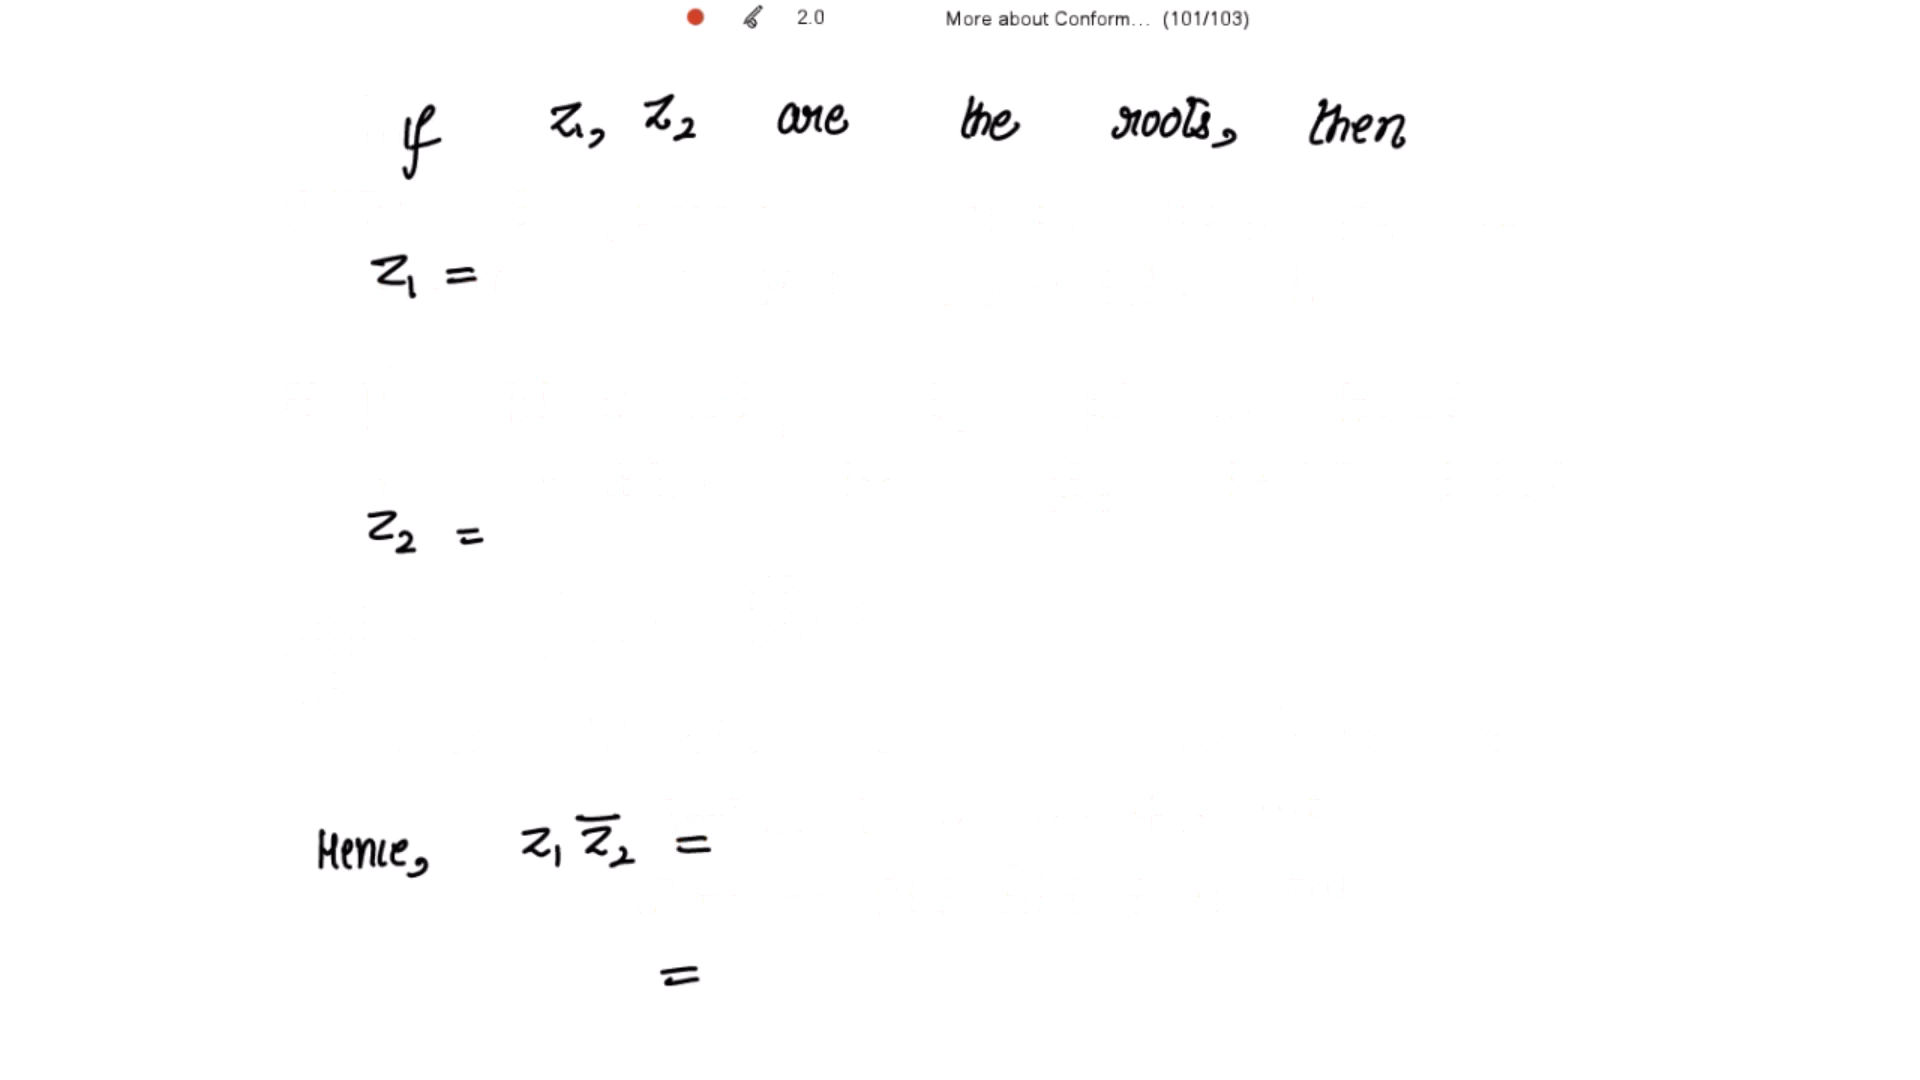 2.0 More about Conform... (101/103)
If z₁, z₂ are the roots, then
z₁ =
z₂ =
Hence, z₁ z̅₂ =
=